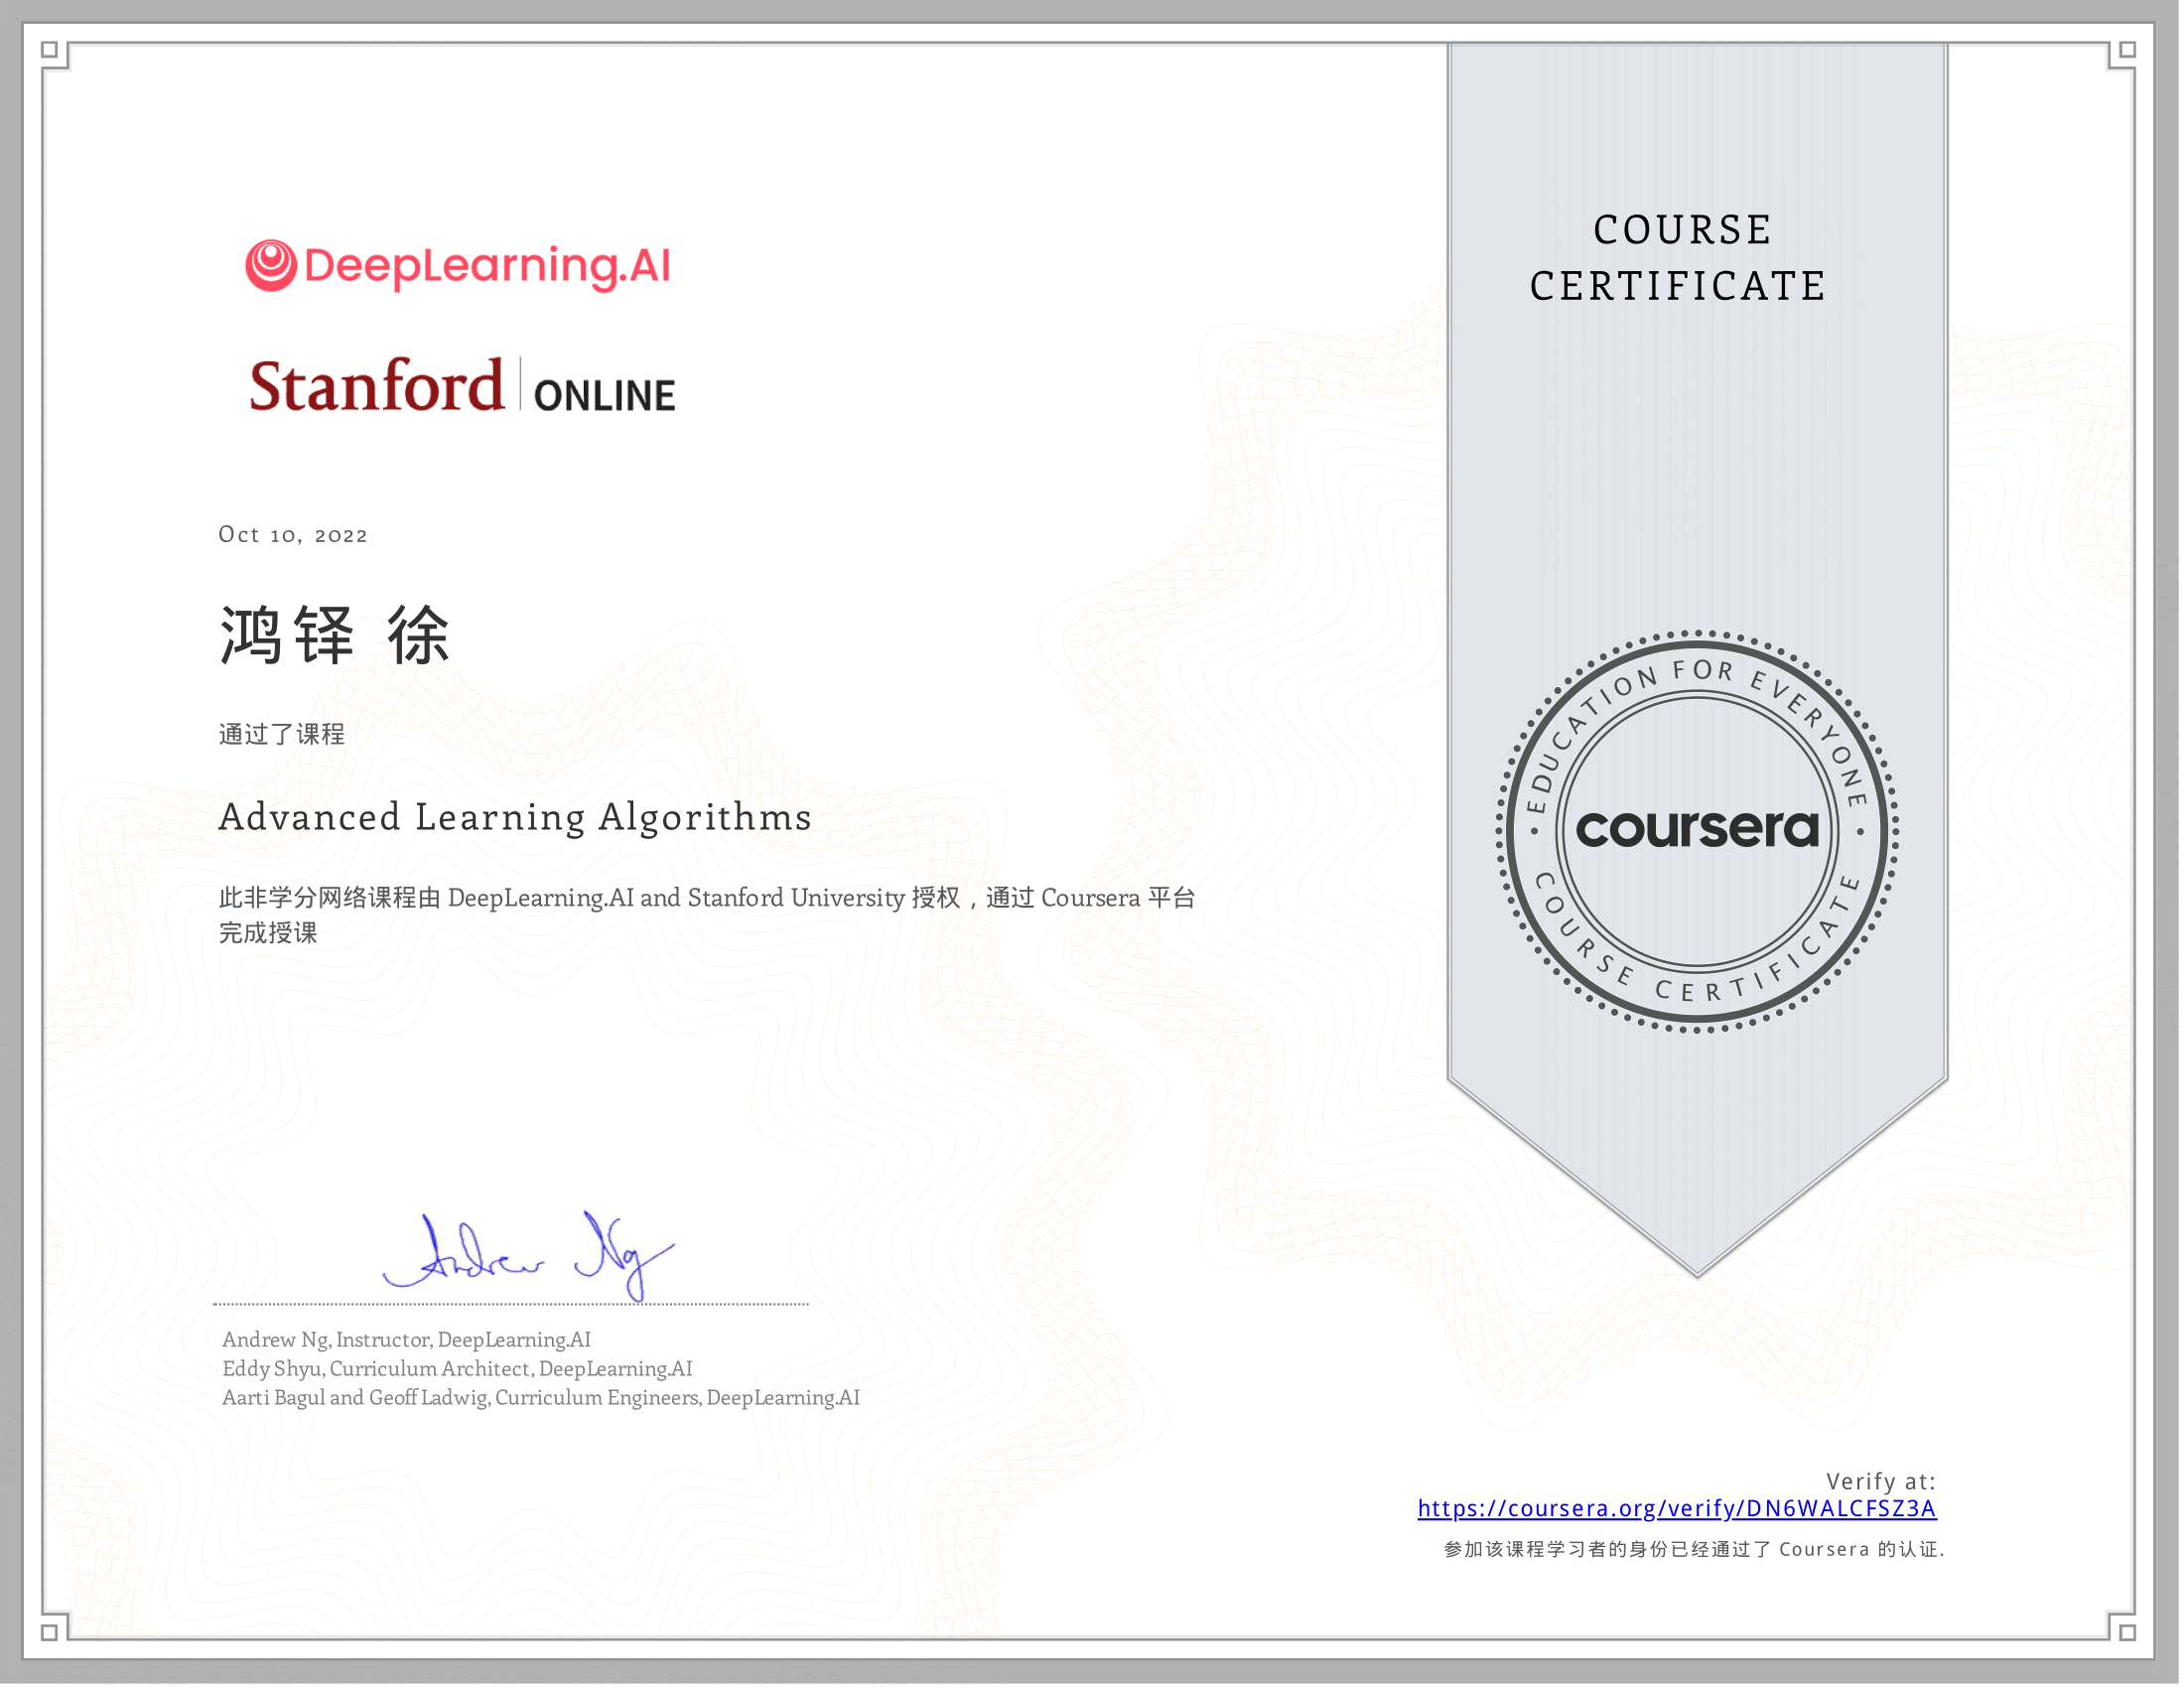 DeepLearning.AI
Stanford ONLINE
Oct 10, 2022
鸿铎 徐
通过了课程
Advanced Learning Algorithms
此非学分网络课程由 DeepLearning.AI and Stanford University 授权，通过 Coursera 平台
完成授课
Andrew Ng
Andrew Ng, Instructor, DeepLearning.AI
Eddy Shyu, Curriculum Architect, DeepLearning.AI
Aarti Bagul and Geoff Ladwig, Curriculum Engineers, DeepLearning.AI
COURSE
CERTIFICATE
EDUCATION FOR EVERYONE
coursera
COURSE CERTIFICATE
Verify at:
https://coursera.org/verify/DN6WALCFSZ3A
参加该课程学习者的身份已经通过了 Coursera 的认证.